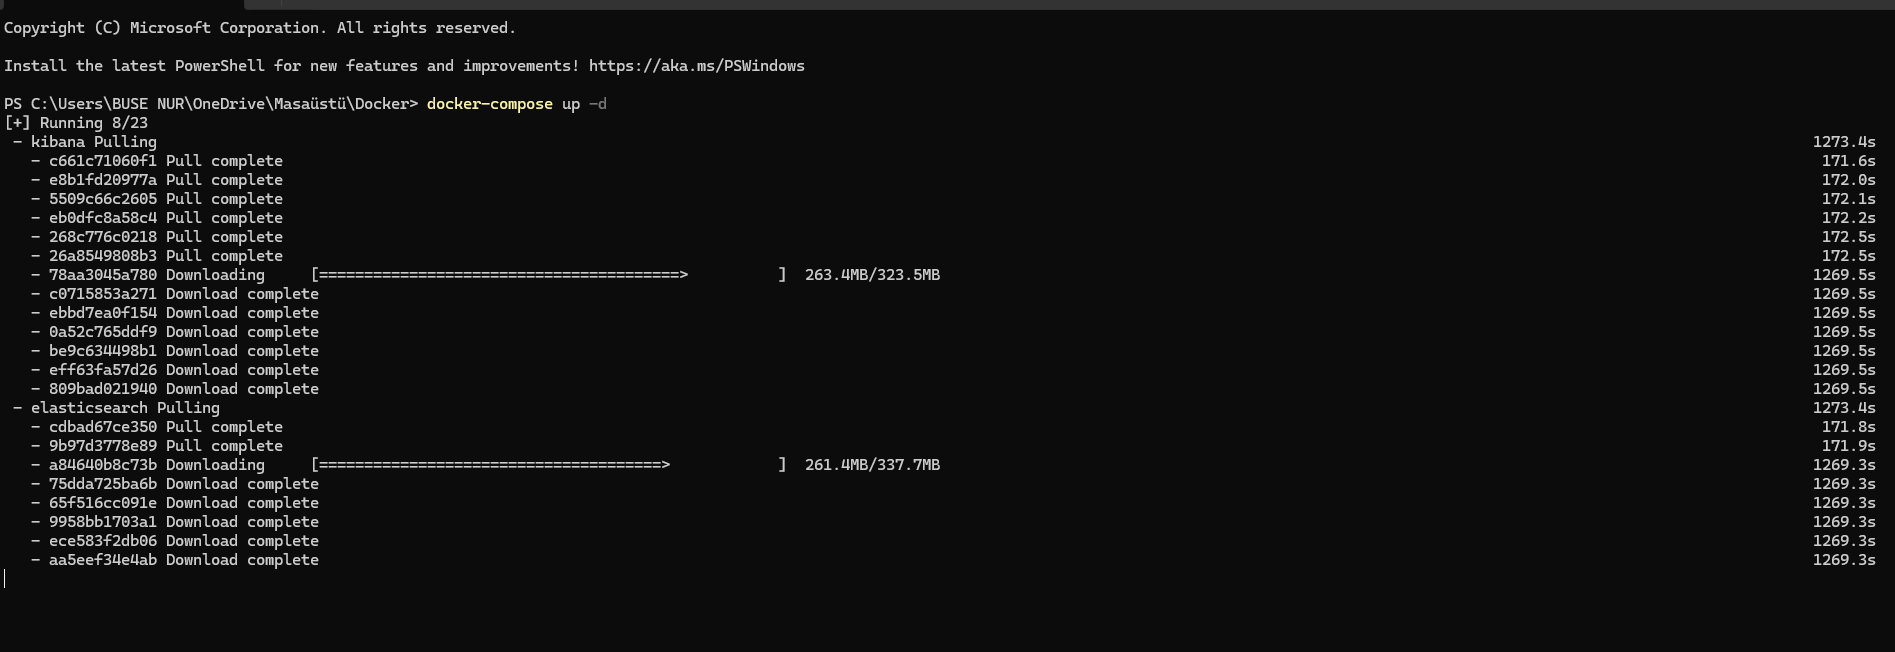 Copyright (C) Microsoft Corporation. All rights reserved.
Install the latest PowerShell for new features and improvements! https://aka.ms/PSWindows
PS C:\Users\BUSE NUR\OneDrive\Masaüstü\Docker> docker-compose up -d
[+] Running 8/23
- kibana Pulling 1273.4s
- c661c71060f1 Pull complete 171.6s
- e8b1fd20977a Pull complete 172.0s
- 5509c66c2605 Pull complete 172.1s
- eb0dfc8a58c4 Pull complete 172.2s
- 268c776c0218 Pull complete 172.5s
- 26a8549808b3 Pull complete 172.5s
- 78aa3045a780 Downloading [========================================> ] 263.4MB/323.5MB 1269.5s
- c0715853a271 Download complete 1269.5s
- ebbd7ea0f154 Download complete 1269.5s
- 0a52c765ddf9 Download complete 1269.5s
- be9c634498b1 Download complete 1269.5s
- eff63fa57d26 Download complete 1269.5s
- 809bad021940 Download complete 1269.5s
- elasticsearch Pulling 1273.4s
- cdbad67ce350 Pull complete 171.8s
- 9b97d3778e89 Pull complete 171.9s
- a84640b8c73b Downloading [======================================> ] 261.4MB/337.7MB 1269.3s
- 75dda725ba6b Download complete 1269.3s
- 65f516cc091e Download complete 1269.3s
- 9958bb1703a1 Download complete 1269.3s
- ece583f2db06 Download complete 1269.3s
- aa5eef34e4ab Download complete 1269.3s